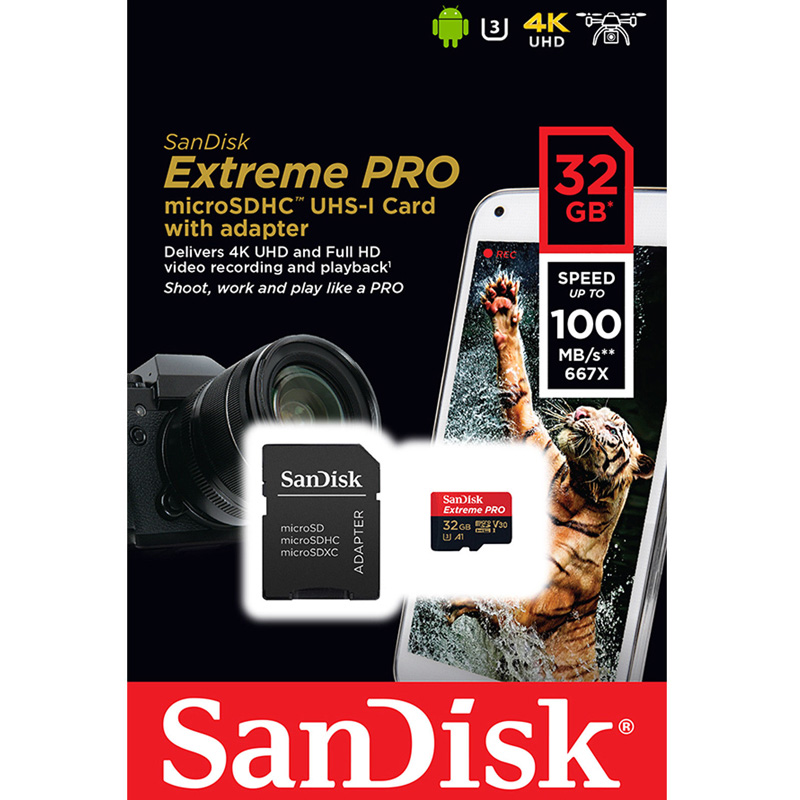 3
4K
UHD
SanDisk
Extreme PRO
microSDHC™ UHS-I Card
with adapter
Delivers 4K UHD and Full HD
video recording and playback¹
Shoot, work and play like a PRO
32
GB*
REC
SPEED
UP TO
100
MB/s**
667X
SanDisk
microSD
microSDHC
microSDXC
ADAPTER
SanDisk
Extreme PRO
32GB
V30
3 A1
SanDisk®